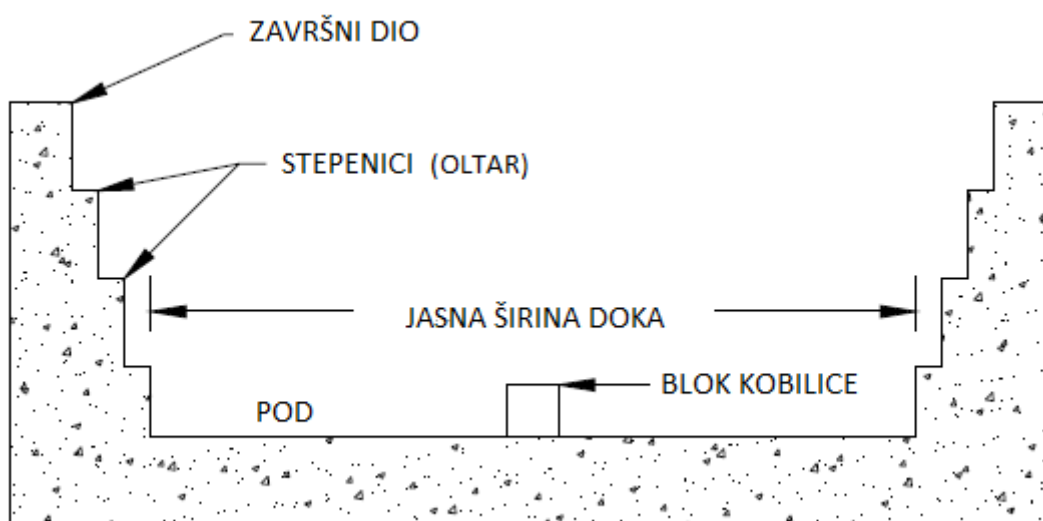 ZAVRŠNI DIO
STEPENICI (OLTAR)
JASNA ŠIRINA DOKA
BLOK KOBILICE
POD